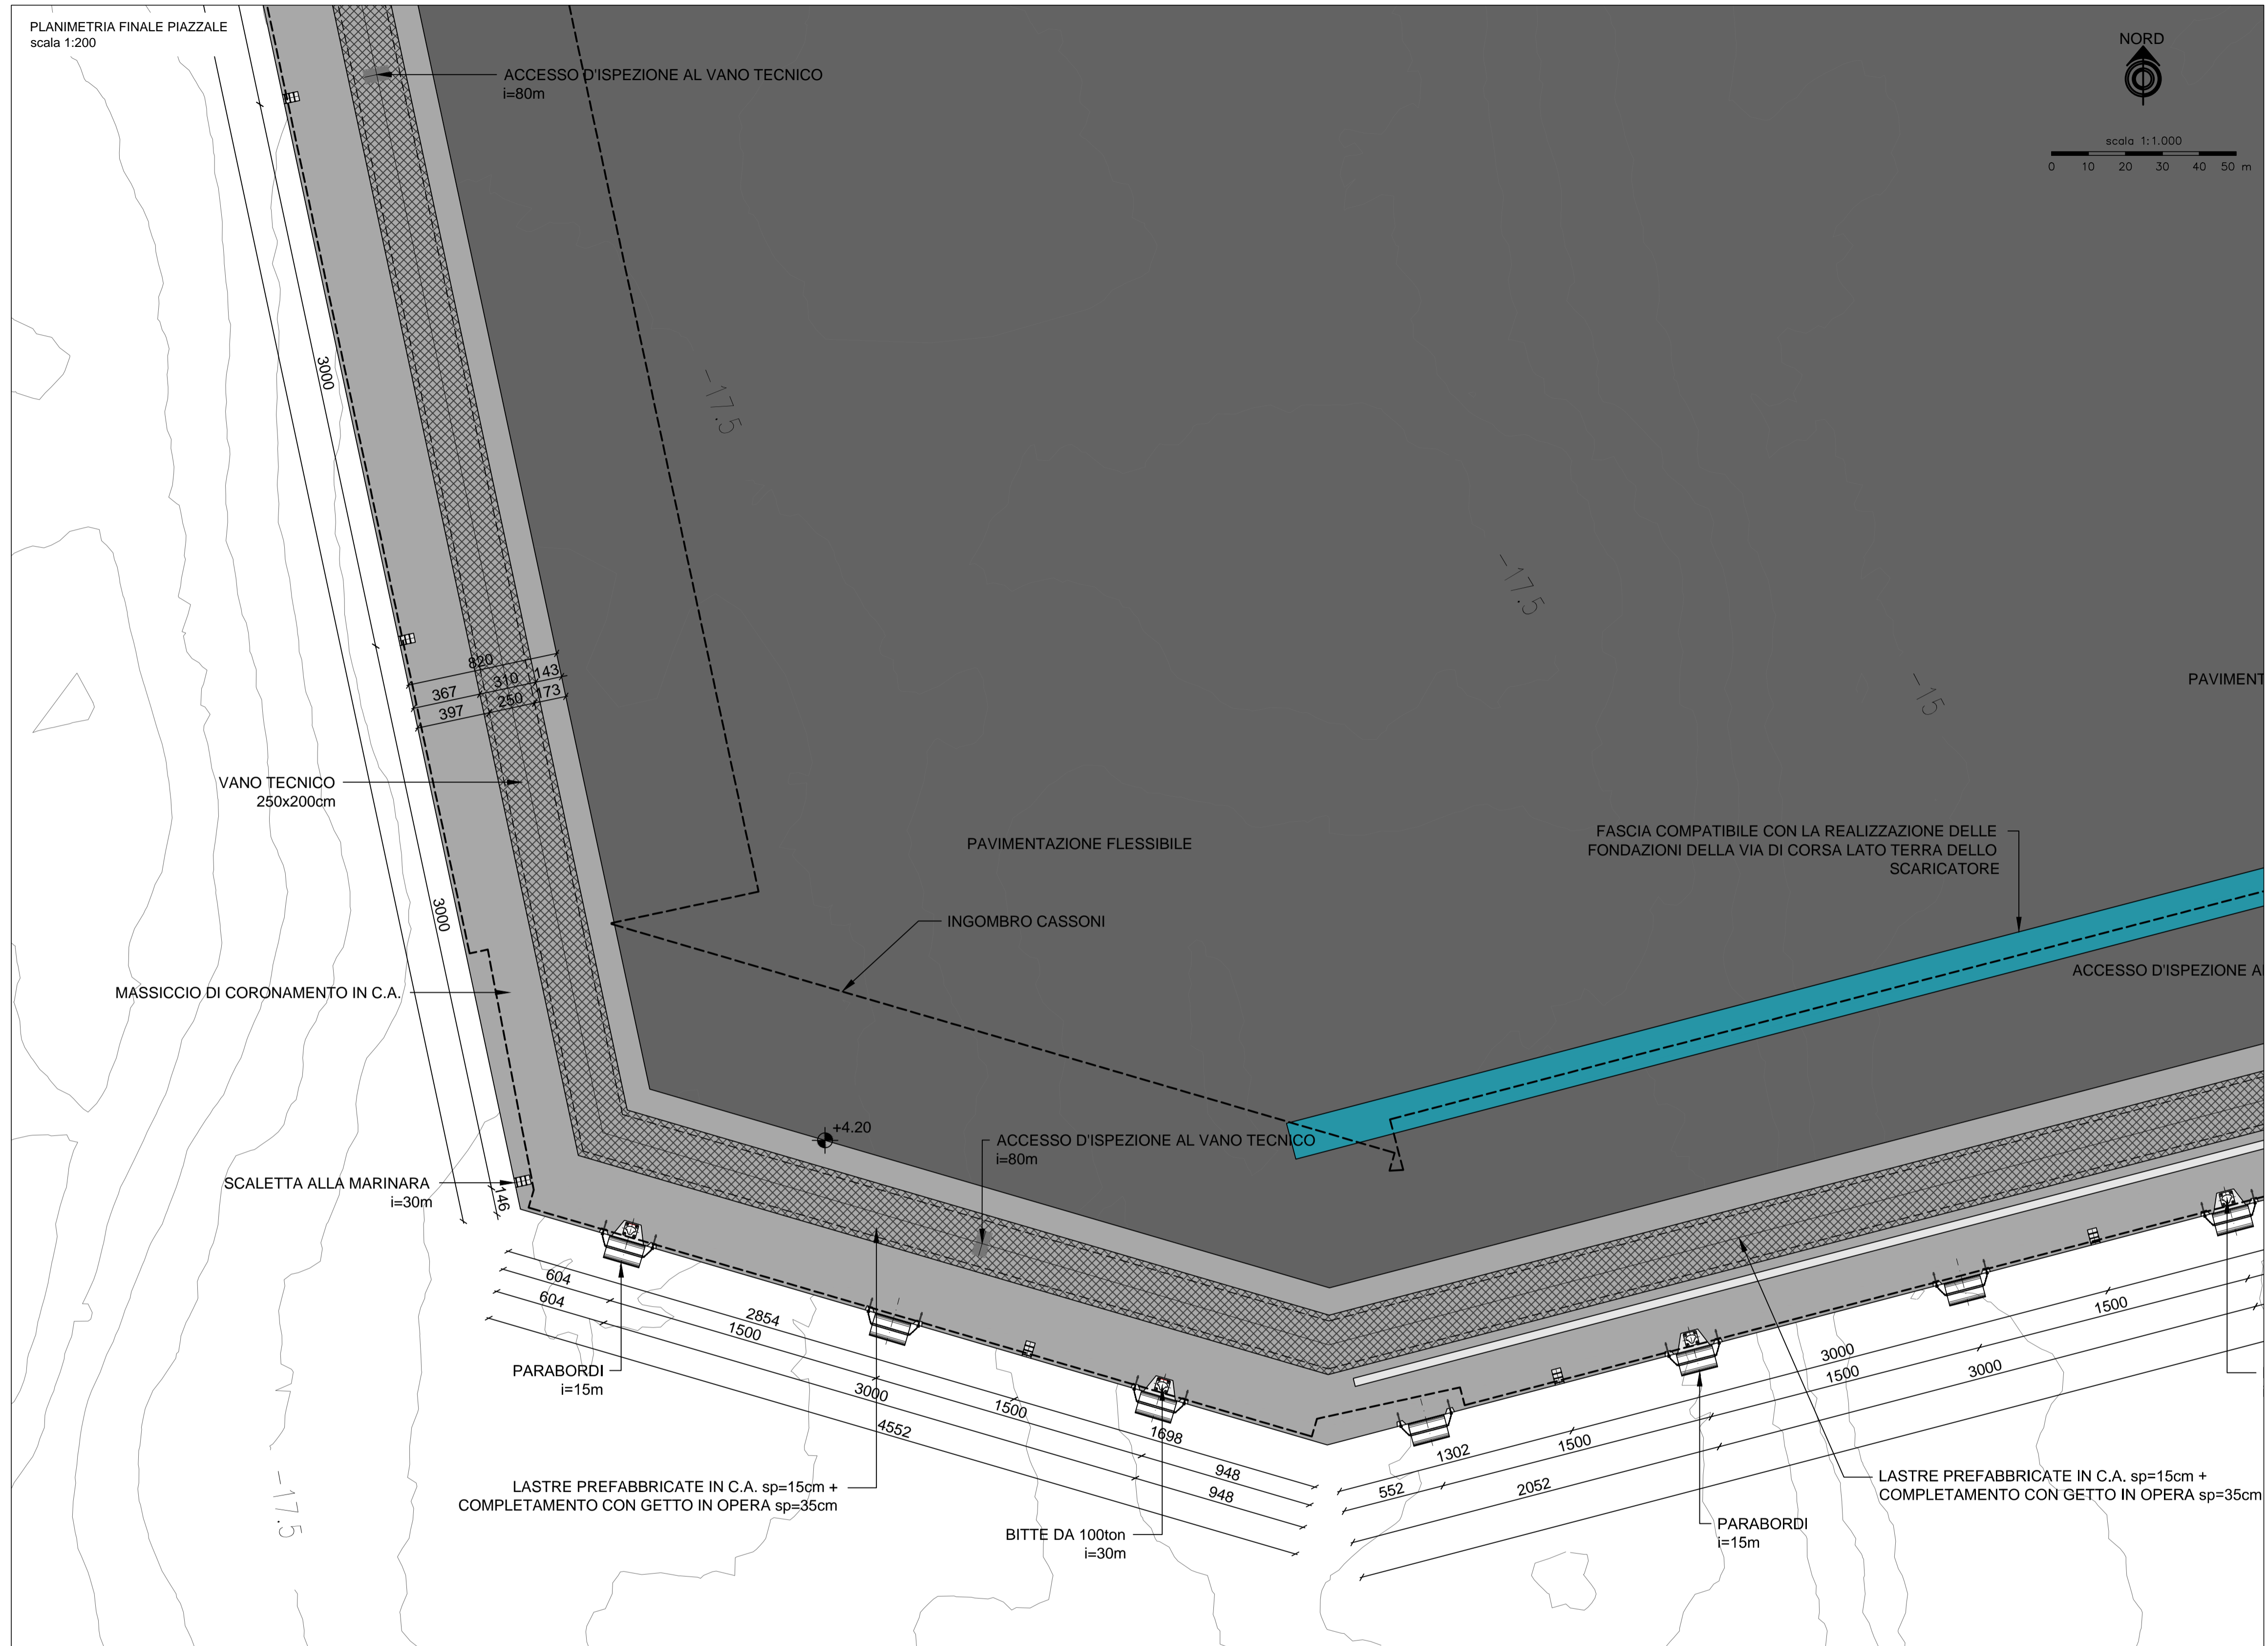 PLANIMETRIA FINALE PIAZZALE
scala 1:200
NORD
scala 1:1.000
0 10 20 30 40 50 m
ACCESSO D'ISPEZIONE AL VANO TECNICO
i=80m
3000
-17.5
-17.5
-15
820
367 310 143
397 250 173
PAVIMENT
VANO TECNICO
250x200cm
PAVIMENTAZIONE FLESSIBILE
FASCIA COMPATIBILE CON LA REALIZZAZIONE DELLE
FONDAZIONI DELLA VIA DI CORSA LATO TERRA DELLO
SCARICATORE
3000
INGOMBRO CASSONI
ACCESSO D'ISPEZIONE A
MASSICCIO DI CORONAMENTO IN C.A.
+4.20
ACCESSO D'ISPEZIONE AL VANO TECNICO
i=80m
SCALETTA ALLA MARINARA
i=30m
146
604
2854
1698
604
1500
1500
948
3000
948
4552
PARABORDI
i=15m
1302
3000
552
1500
1500
1500
2052
3000
LASTRE PREFABBRICATE IN C.A. sp=15cm +
COMPLETAMENTO CON GETTO IN OPERA sp=35cm
BITTE DA 100ton
i=30m
PARABORDI
i=15m
LASTRE PREFABBRICATE IN C.A. sp=15cm +
COMPLETAMENTO CON GETTO IN OPERA sp=35cm
-17.5